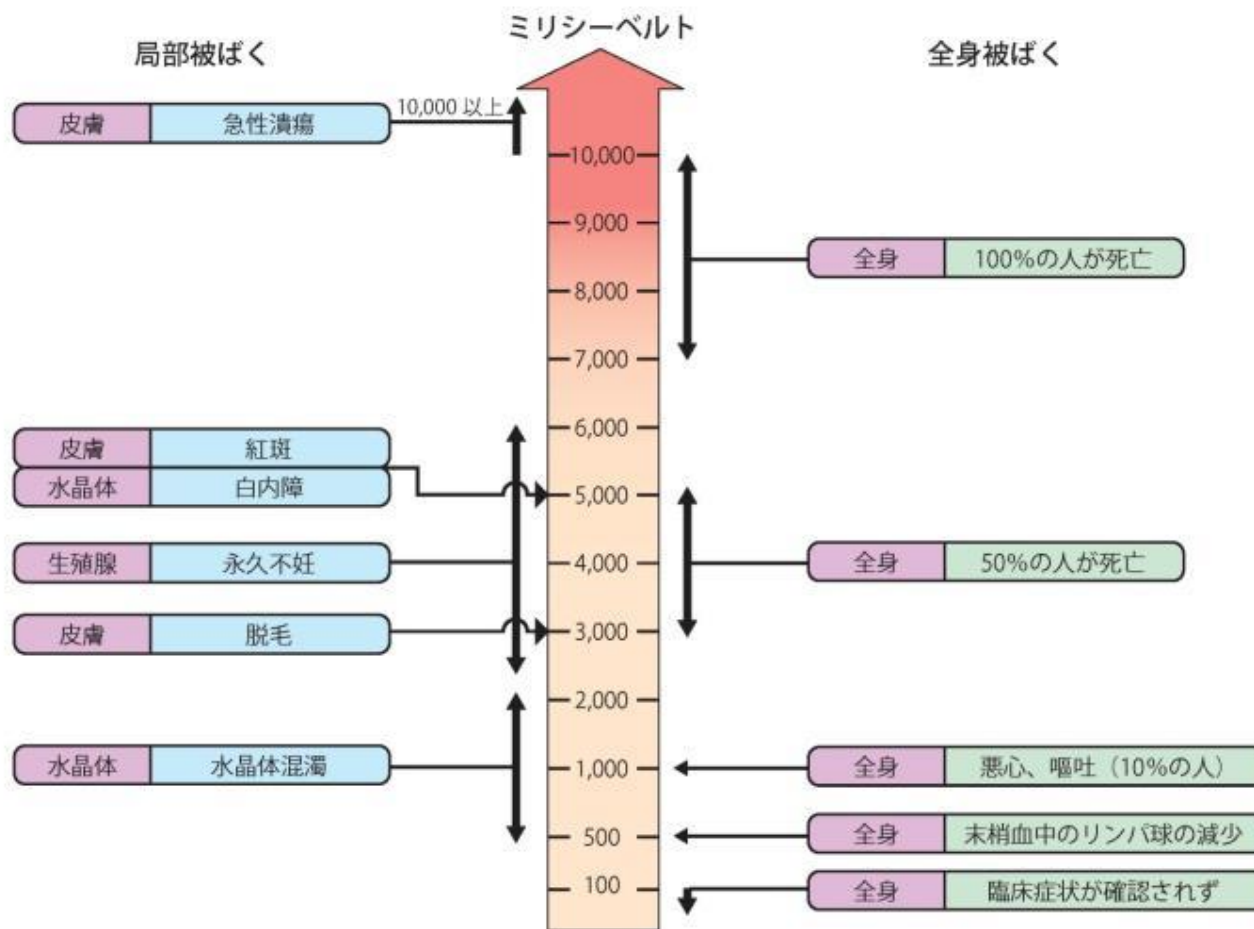 ミリシーベルト
局部被ばく
全身被ばく
皮膚 急性潰瘍
10,000 以上
10,000
9,000
全身 100%の人が死亡
8,000
7,000
6,000
皮膚 紅斑
水晶体 白内障
5,000
生殖腺 永久不妊
4,000
全身 50%の人が死亡
皮膚 脱毛
3,000
2,000
水晶体 水晶体混濁
1,000
全身 悪心、嘔吐(10%の人)
500
全身 末梢血中のリンパ球の減少
100
全身 臨床症状が確認されず